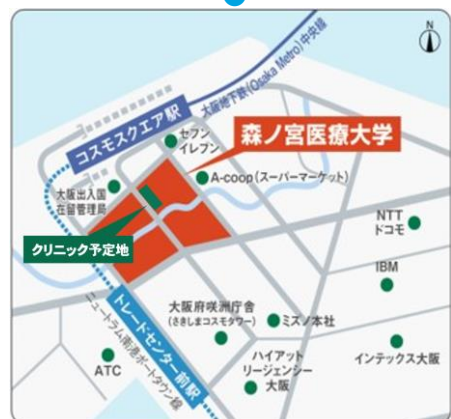 N
大阪地下鉄(Osaka Metro)中央線
コスモスクエア駅
セブン
イレブン
森ノ宮医療大学
A-coop(スーパーマーケット)
大阪出入国
在留管理局
NTT
ドコモ
クリニック予定地
IBM
トレードセンター前駅
ニュートラム南港ポートタウン線
大阪府咲洲庁舎
(さきしまコスモタワー)
ミズノ本社
ATC
ハイアット
リージェンシー
大阪
インテックス大阪